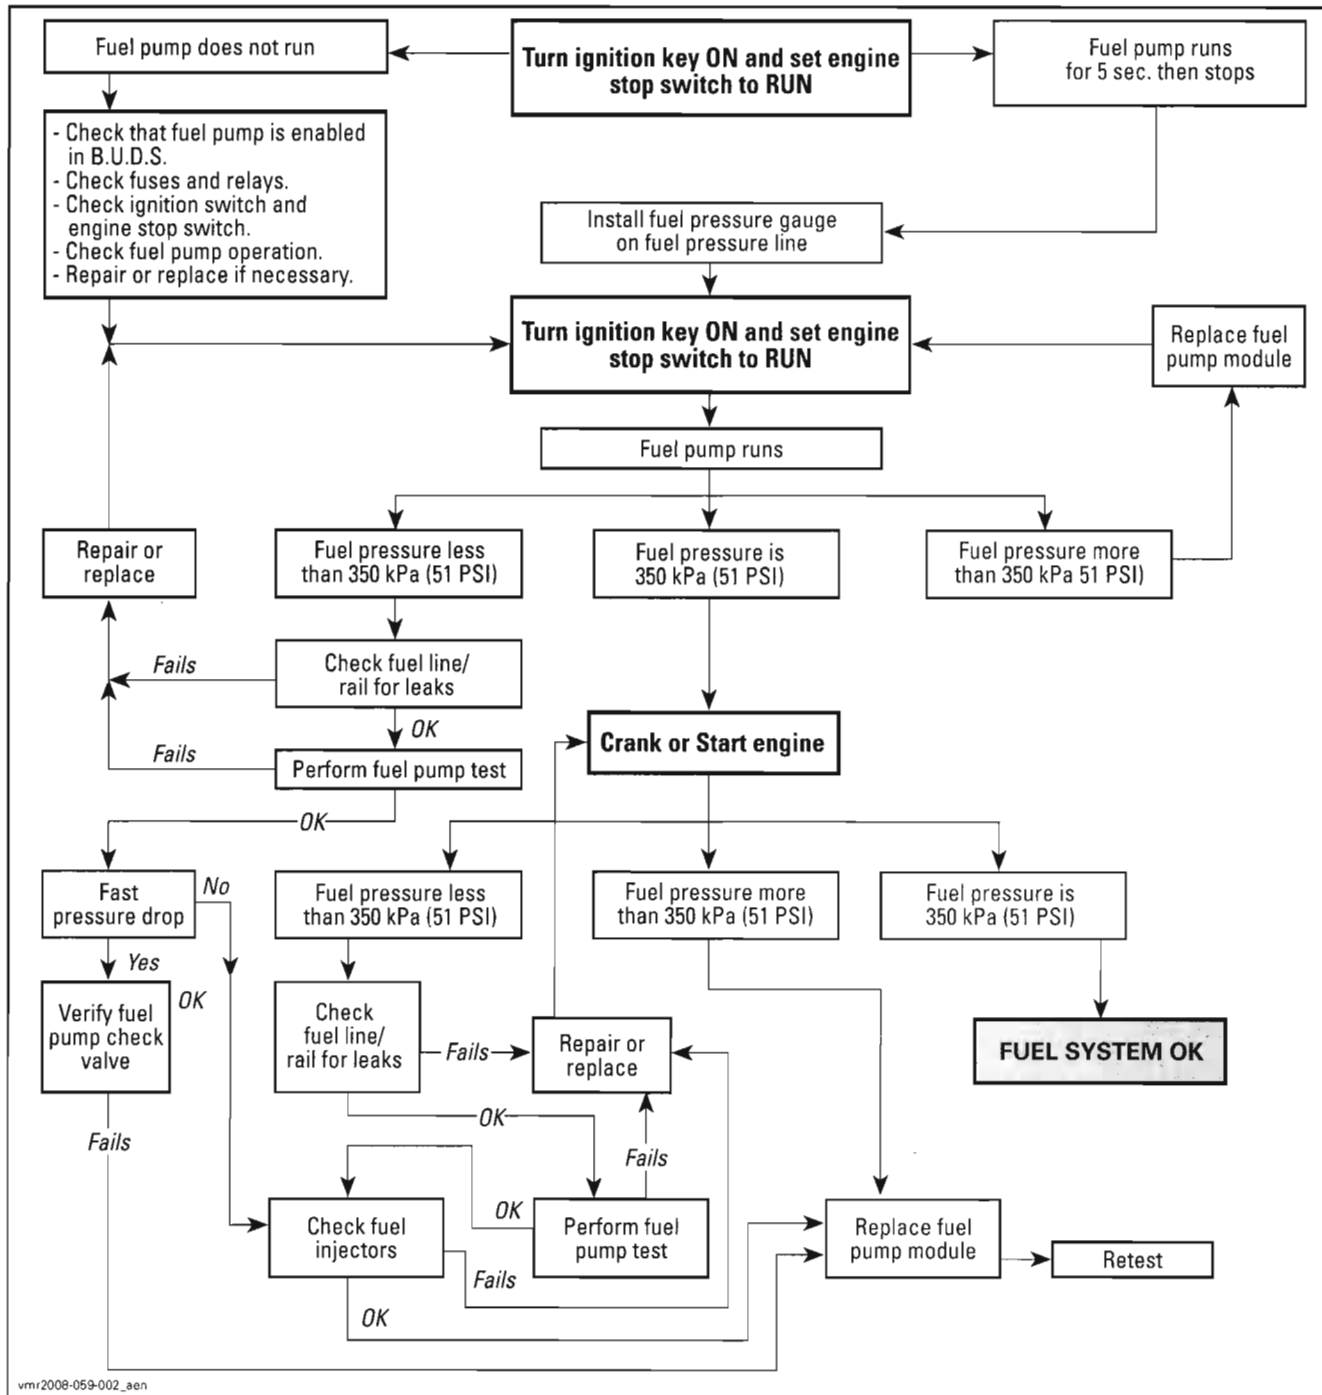 Fuel pump does not run
Turn ignition key ON and set engine
stop switch to RUN
Fuel pump runs
for 5 sec. then stops
- Check that fuel pump is enabled
in B.U.D.S.
- Check fuses and relays.
- Check ignition switch and
engine stop switch.
- Check fuel pump operation.
- Repair or replace if necessary.
Install fuel pressure gauge
on fuel pressure line
Turn ignition key ON and set engine
stop switch to RUN
Replace fuel
pump module
Fuel pump runs
Repair or
replace
Fuel pressure less
than 350 kPa (51 PSI)
Fuel pressure is
350 kPa (51 PSI)
Fuel pressure more
than 350 kPa 51 PSI)
Fails
Check fuel line/
rail for leaks
OK
Crank or Start engine
Fails
Perform fuel pump test
OK
Fast
pressure drop
No
Fuel pressure less
than 350 kPa (51 PSI)
Fuel pressure more
than 350 kPa (51 PSI)
Fuel pressure is
350 kPa (51 PSI)
Yes
OK
Verify fuel
pump check
valve
Check
fuel line/
rail for leaks
Fails
Repair or
replace
FUEL SYSTEM OK
OK
Fails
Fails
OK
Check fuel
injectors
Perform fuel
pump test
Replace fuel
pump module
Retest
Fails
OK
vmr2008-059-002_aen